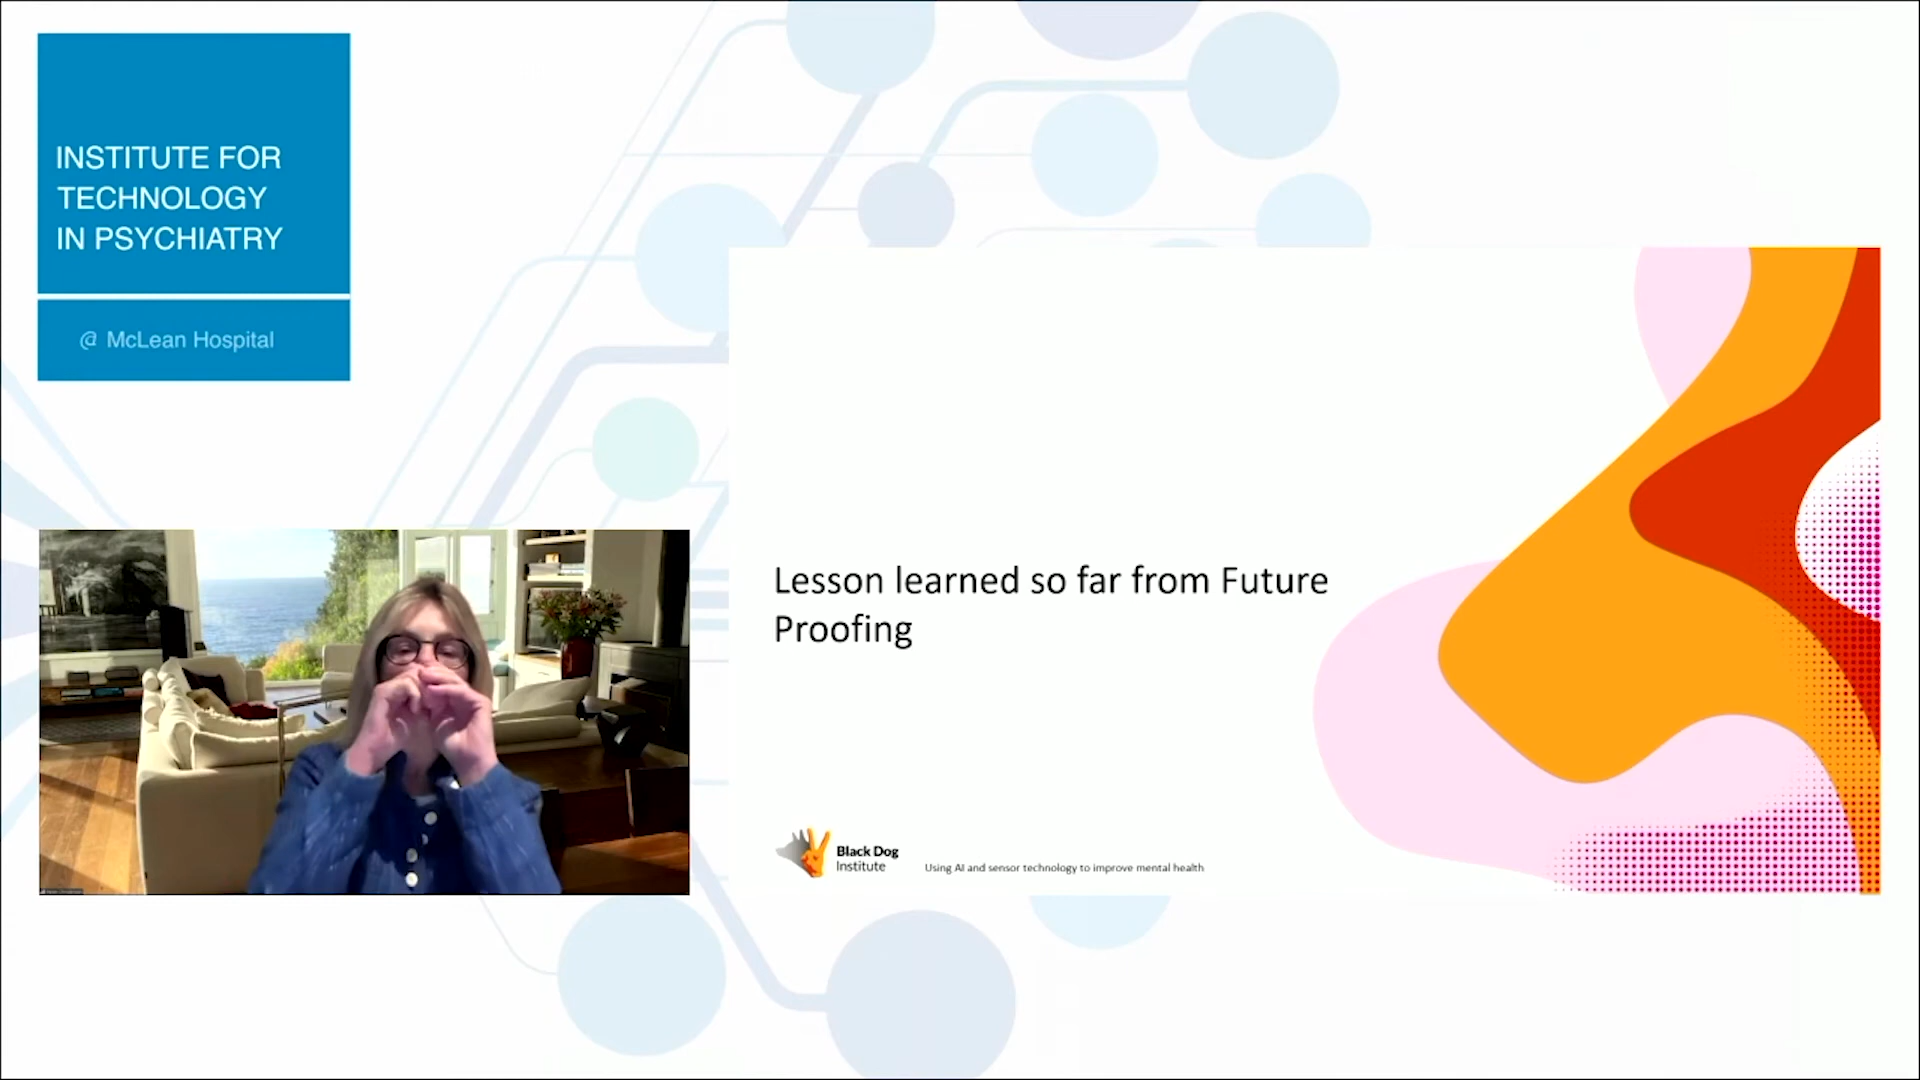 INSTITUTE FOR
TECHNOLOGY
IN PSYCHIATRY
@ McLean Hospital
Lesson learned so far from Future
Proofing
Black Dog
Institute
Using AI and sensor technology to improve mental health